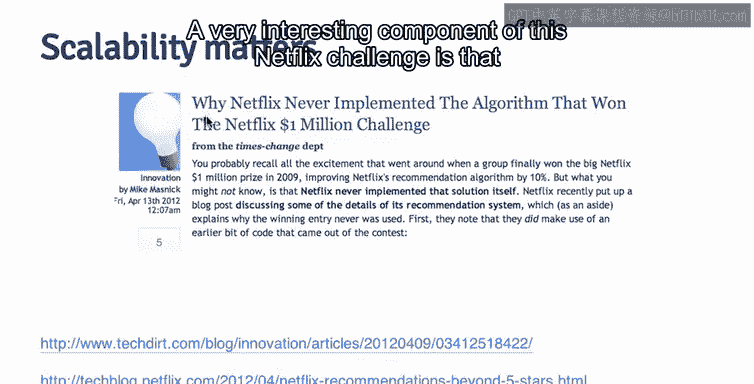 A very interesting component of this
Netflix challenge is that
Scalability matters
Why Netflix Never Implemented The Algorithm That Won
The Netflix $1 Million Challenge
from the times-change dept
Innovation
by Mike Masnick
Fri, Apr 13th 2012
12:07am
5
You probably recall all the excitement that went around when a group finally won the big Netflix
$1 million prize in 2009, improving Netflix's recommendation algorithm by 10%. But what you
might not know, is that Netflix never implemented that solution itself. Netflix recently put up a
blog post discussing some of the details of its recommendation system, which (as an aside)
explains why the winning entry never was used. First, they note that they did make use of an
earlier bit of code that came out of the contest:
http://www.techdirt.com/blog/innovation/articles/20120409/03412518422/
http://techblog.netflix.com/2012/04/netflix-recommendations-beyond-5-stars.html